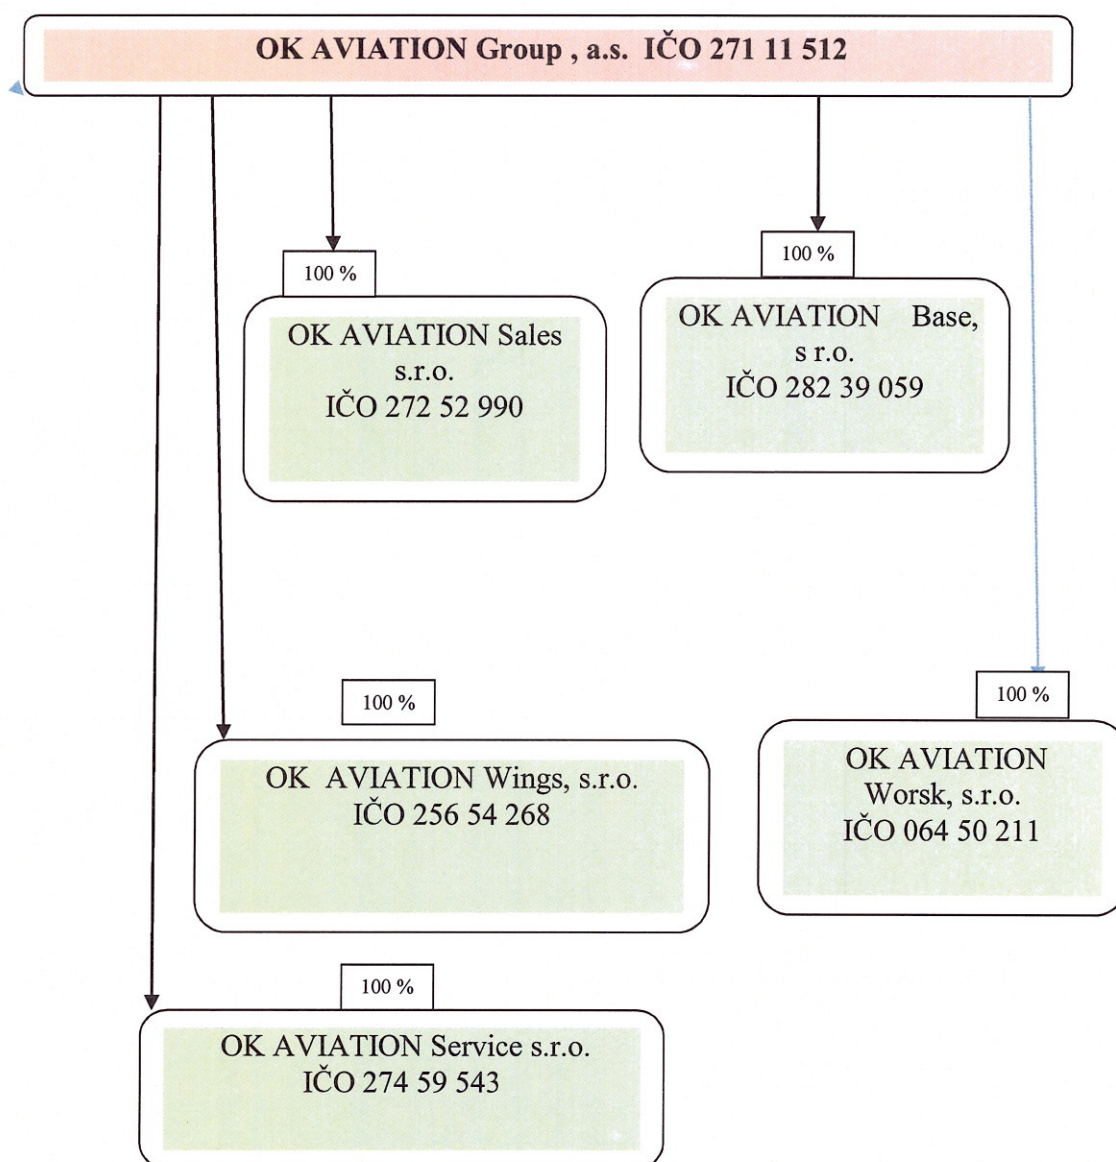 OK AVIATION Group , a.s. IČO 271 11 512
100 %
OK AVIATION Sales
s.r.o.
IČO 272 52 990
100 %
OK AVIATION Base,
s r.o.
IČO 282 39 059
100 %
OK AVIATION Wings, s.r.o.
IČO 256 54 268
100 %
OK AVIATION
Worsk, s.r.o.
IČO 064 50 211
100 %
OK AVIATION Service s.r.o.
IČO 274 59 543